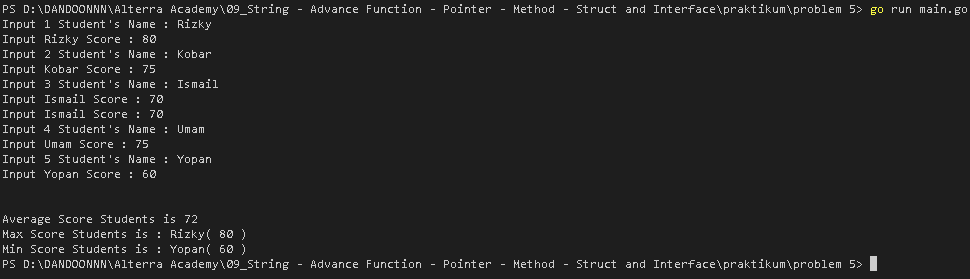 PS D:\DANDOONNN\Alterra Academy\09_String - Advance Function - Pointer - Method - Struct and Interface\praktikum\problem 5> go run main.go
Input 1 Student's Name : Rizky
Input Rizky Score : 80
Input 2 Student's Name : Kobar
Input Kobar Score : 75
Input 3 Student's Name : Ismail
Input Ismail Score : 70
Input Ismail Score : 70
Input 4 Student's Name : Umam
Input Umam Score : 75
Input 5 Student's Name : Yopan
Input Yopan Score : 60
Average Score Students is 72
Max Score Students is : Rizky( 80 )
Min Score Students is : Yopan( 60 )
PS D:\DANDOONNN\Alterra Academy\09_String - Advance Function - Pointer - Method - Struct and Interface\praktikum\problem 5>